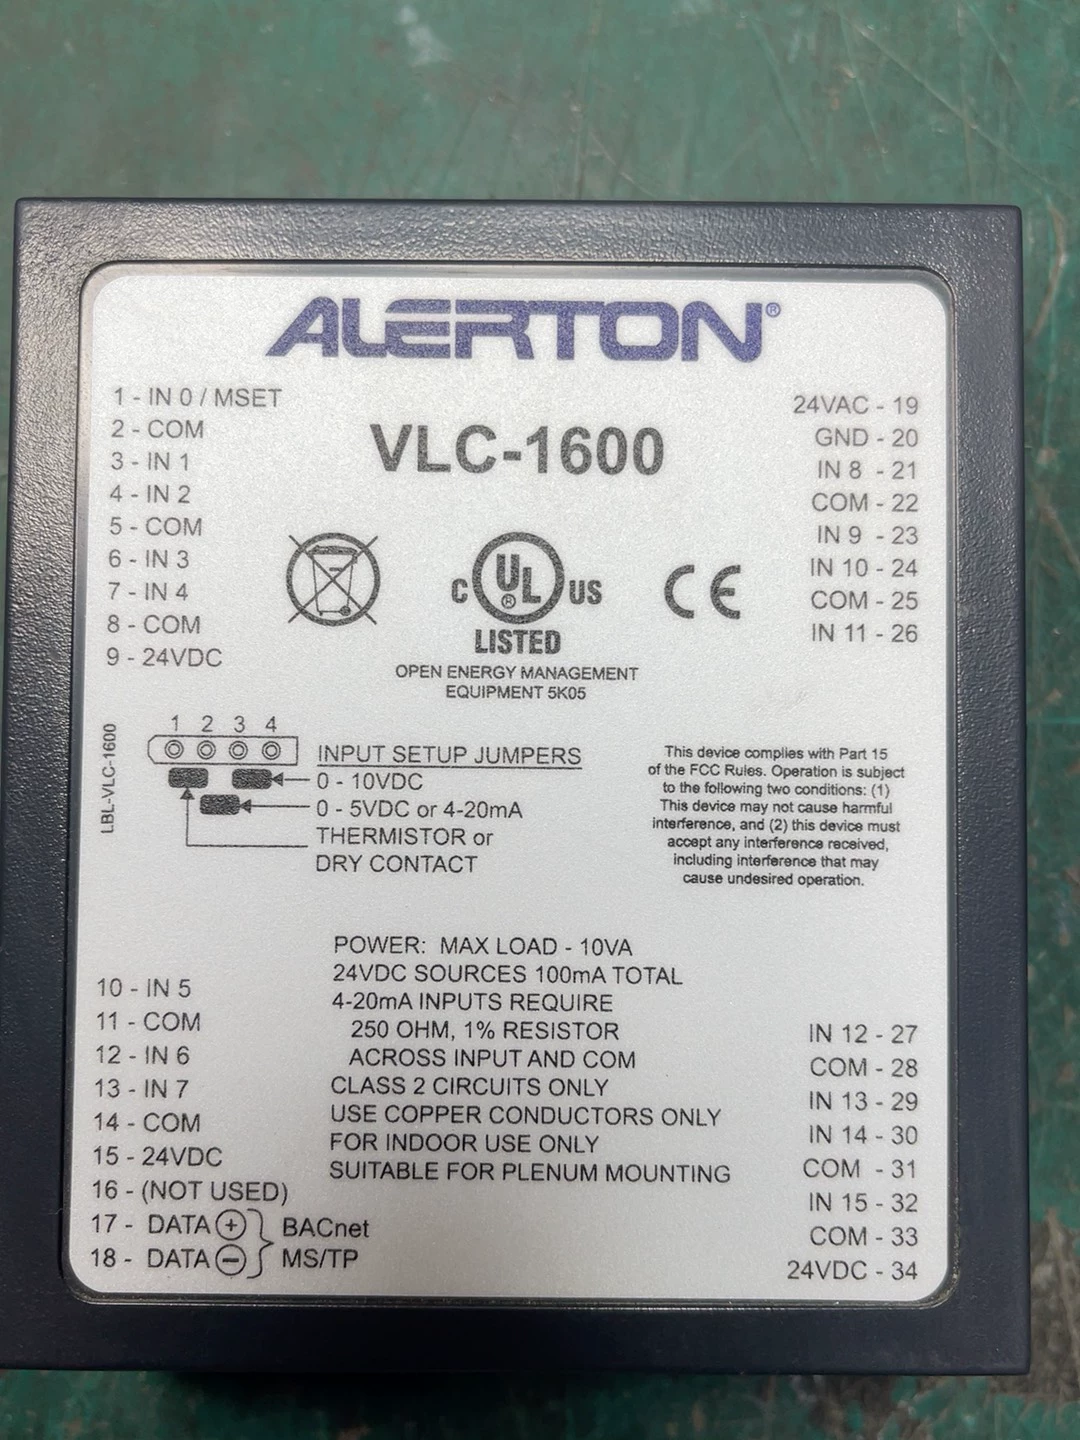 ALERTON®
VLC-1600
1 - IN 0 / MSET
2 - COM
3 - IN 1
4 - IN 2
5 - COM
6 - IN 3
7 - IN 4
8 - COM
9 - 24VDC
24VAC - 19
GND - 20
IN 8 - 21
COM - 22
IN 9 - 23
IN 10 - 24
COM - 25
IN 11 - 26
C UL® US
LISTED
OPEN ENERGY MANAGEMENT
EQUIPMENT 5K05
CE
LBL-VLC-1600
1 2 3 4
INPUT SETUP JUMPERS
0 - 10VDC
0 - 5VDC or 4-20mA
THERMISTOR or
DRY CONTACT
This device complies with Part 15
of the FCC Rules. Operation is subject
to the following two conditions: (1)
This device may not cause harmful
interference, and (2) this device must
accept any interference received,
including interference that may
cause undesired operation.
POWER: MAX LOAD - 10VA
24VDC SOURCES 100mA TOTAL
4-20mA INPUTS REQUIRE
250 OHM, 1% RESISTOR
ACROSS INPUT AND COM
CLASS 2 CIRCUITS ONLY
USE COPPER CONDUCTORS ONLY
FOR INDOOR USE ONLY
SUITABLE FOR PLENUM MOUNTING
10 - IN 5
11 - COM
12 - IN 6
13 - IN 7
14 - COM
15 - 24VDC
16 - (NOT USED)
17 - DATA + BACnet
18 - DATA - MS/TP
IN 12 - 27
COM - 28
IN 13 - 29
IN 14 - 30
COM - 31
IN 15 - 32
COM - 33
24VDC - 34